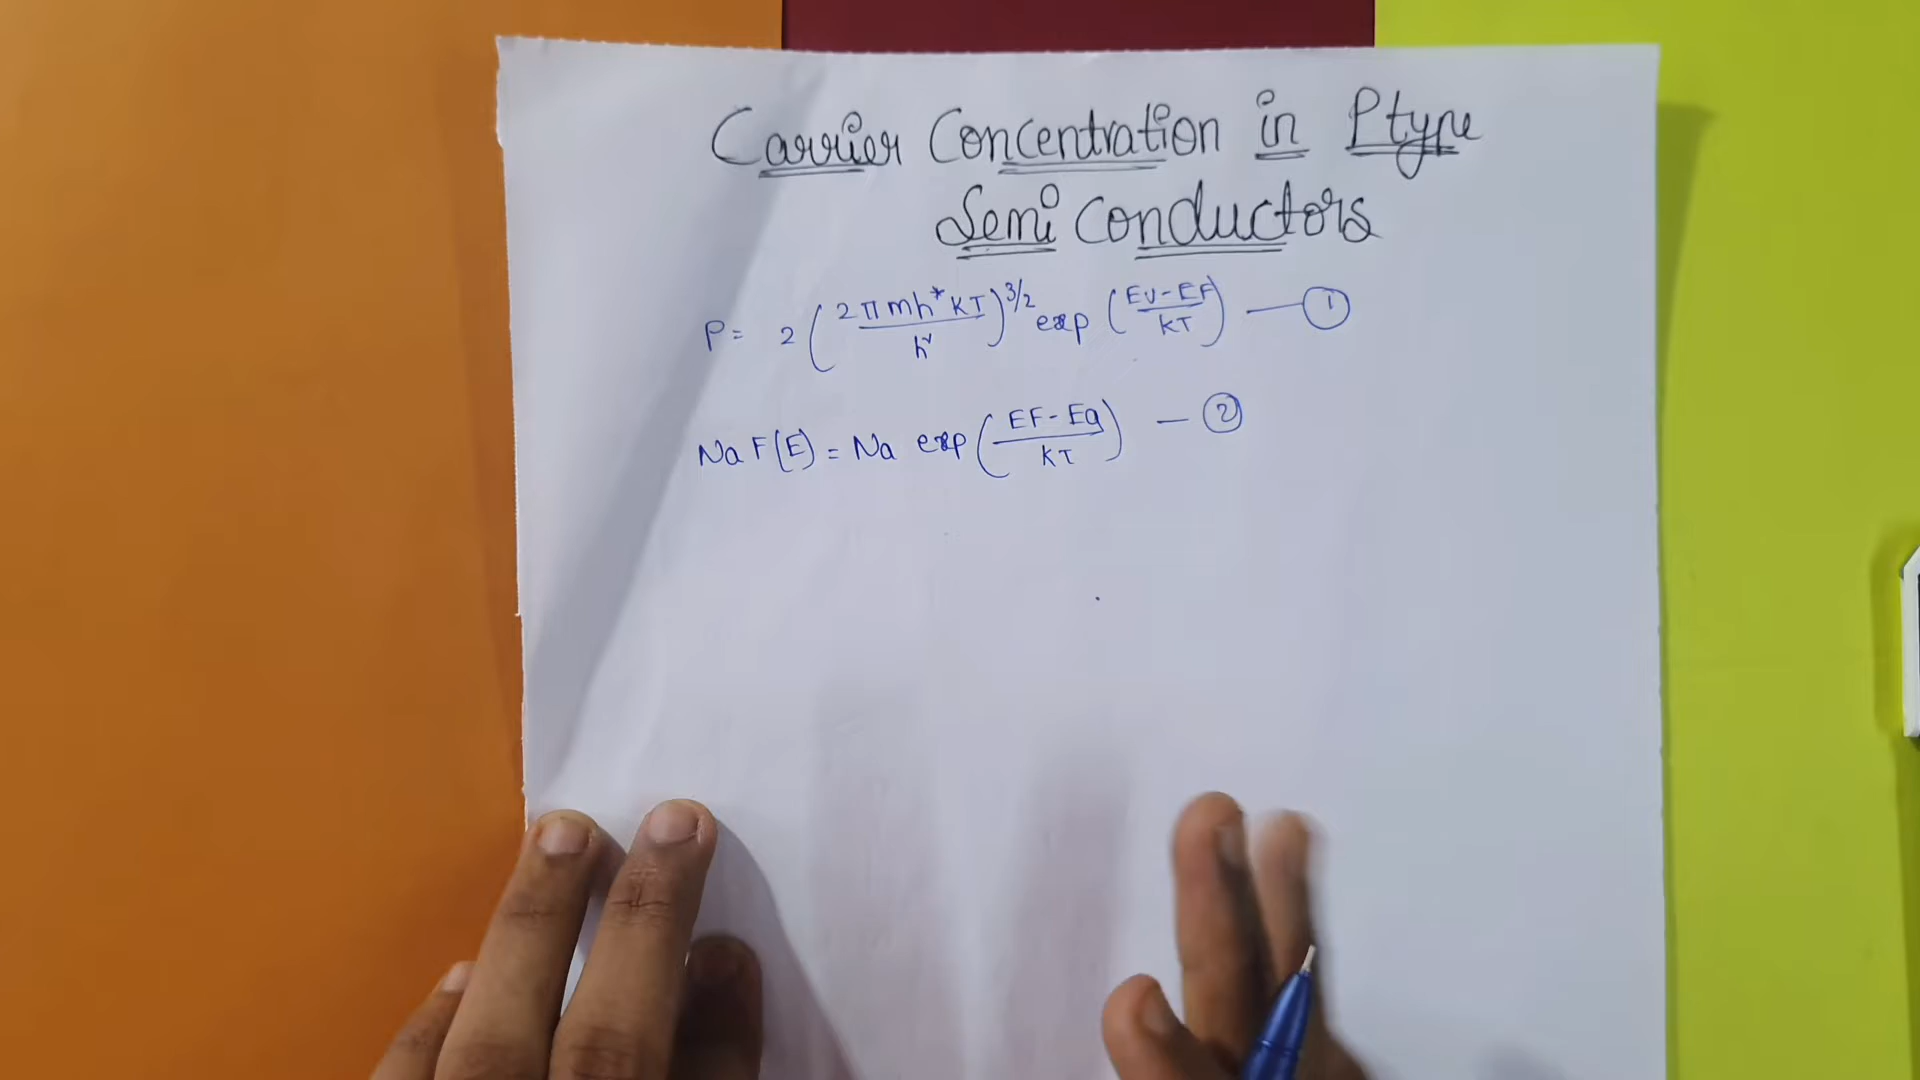 Carrier Concentration in P type
Semi Conductors
P = 2 (2πmh*KT/h²)^3/2 exp (EV-EF/KT) — ①
Na F(E) = Na exp (EF-Ea/KT) — ②